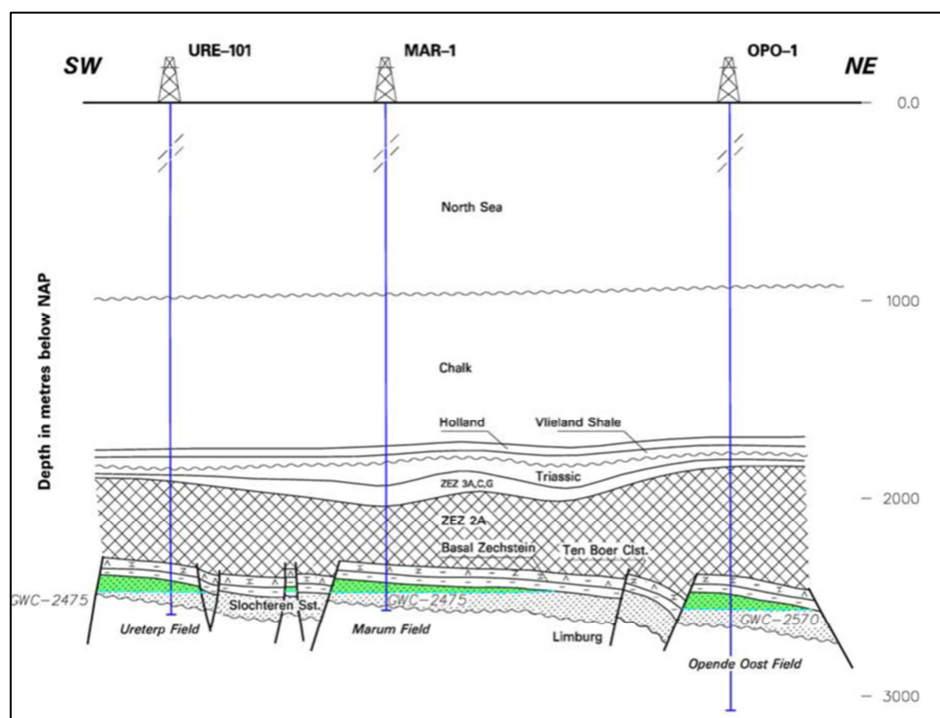 URE–101
MAR–1
OPO–1
SW
NE
0.0
North Sea
Depth in metres below NAP
1000
Chalk
Holland
Vlieland Shale
Triassic
ZEZ 3A,C,G
2000
ZEZ 2A
Basal Zechstein
Ten Boer Clst.
GWC–2475
Slochteren Sst.
GWC–2475
GWC–2570
Ureterp Field
Marum Field
Limburg
Opende Oost Field
3000